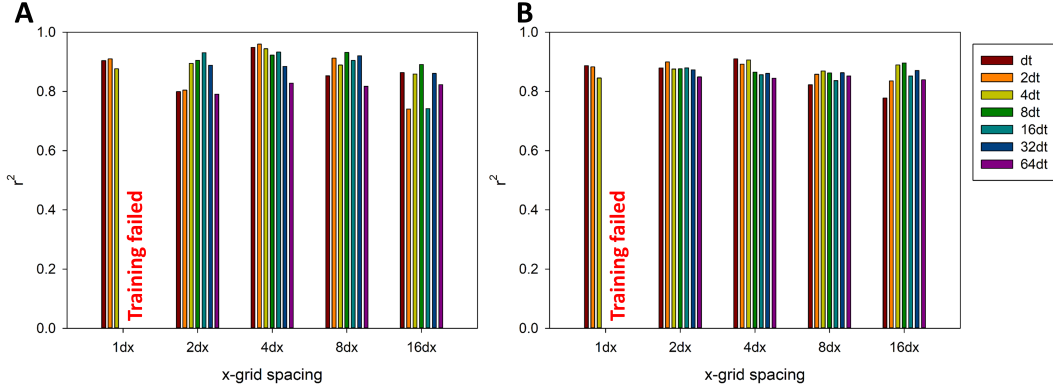 A
1.0
0.8
0.6
0.4
0.2
0.0
r2
Training failed
1dx
2dx
4dx
8dx
16dx
x-grid spacing
B
1.0
0.8
0.6
0.4
0.2
0.0
r2
Training failed
1dx
2dx
4dx
8dx
16dx
x-grid spacing
dt
2dt
4dt
8dt
16dt
32dt
64dt